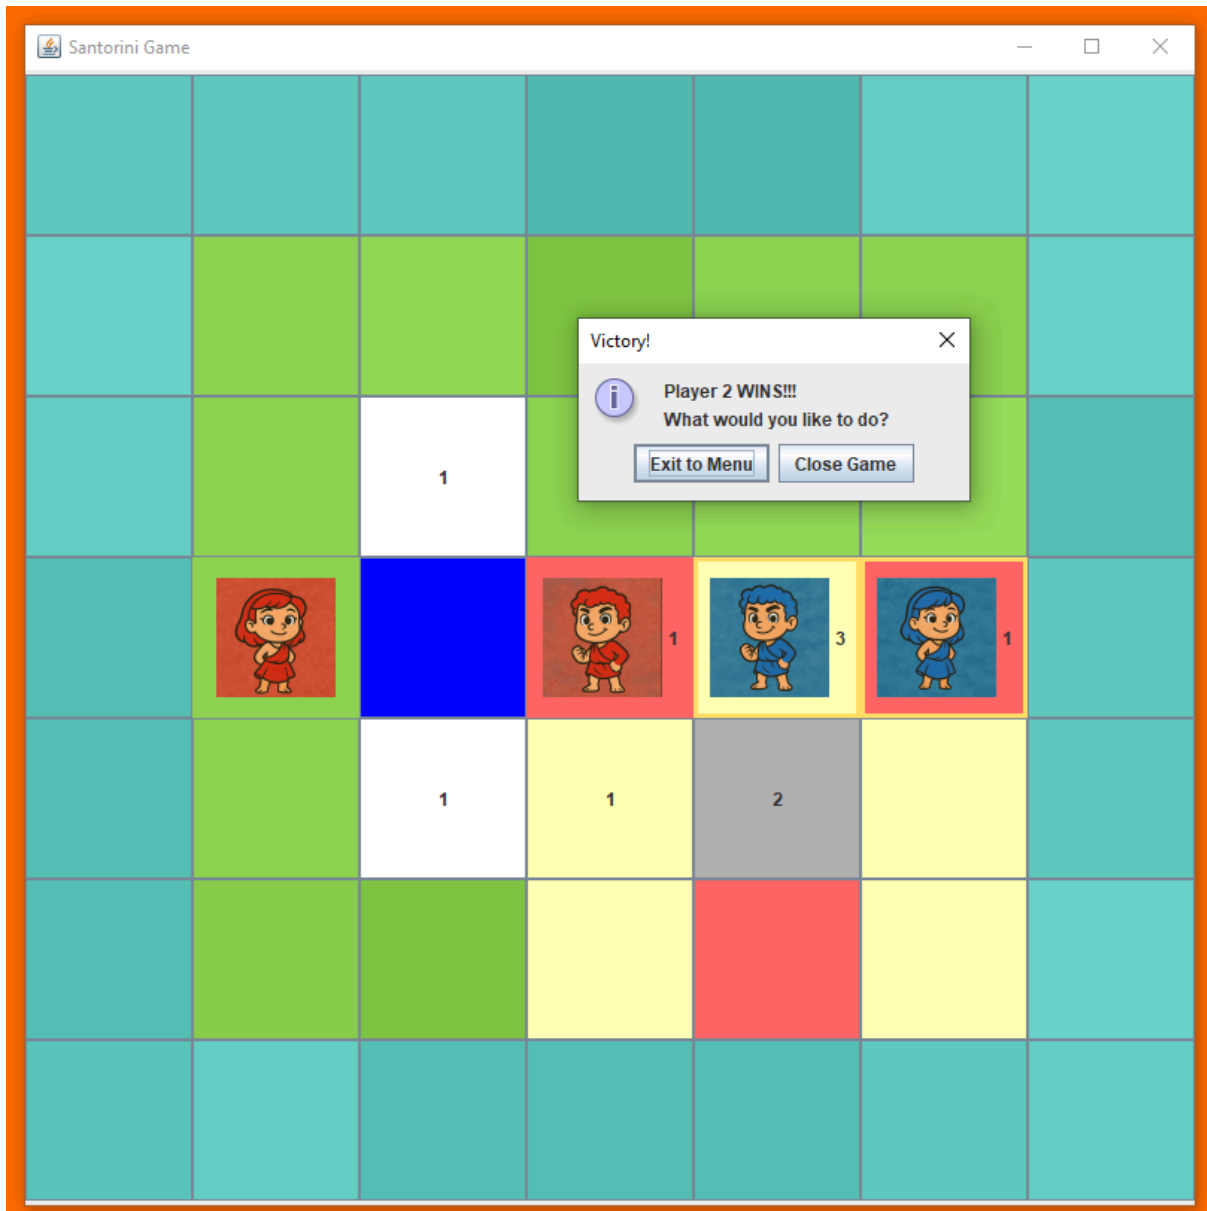 Santorini Game
Victory!
Player 2 WINS!!!
What would you like to do?
Exit to Menu Close Game
1
1 3 1
1 1 2